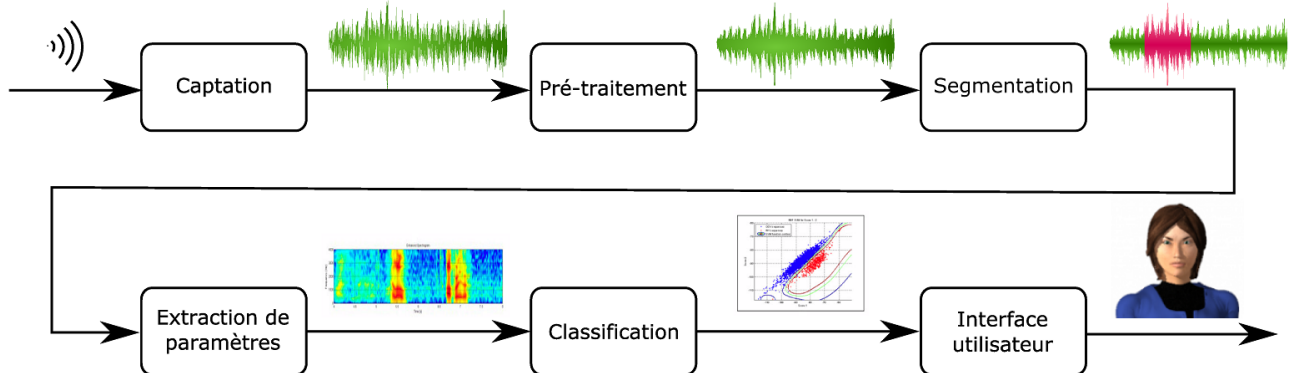 Captation
Pré-traitement
Segmentation
Extraction de
paramètres
Classification
Interface
utilisateur